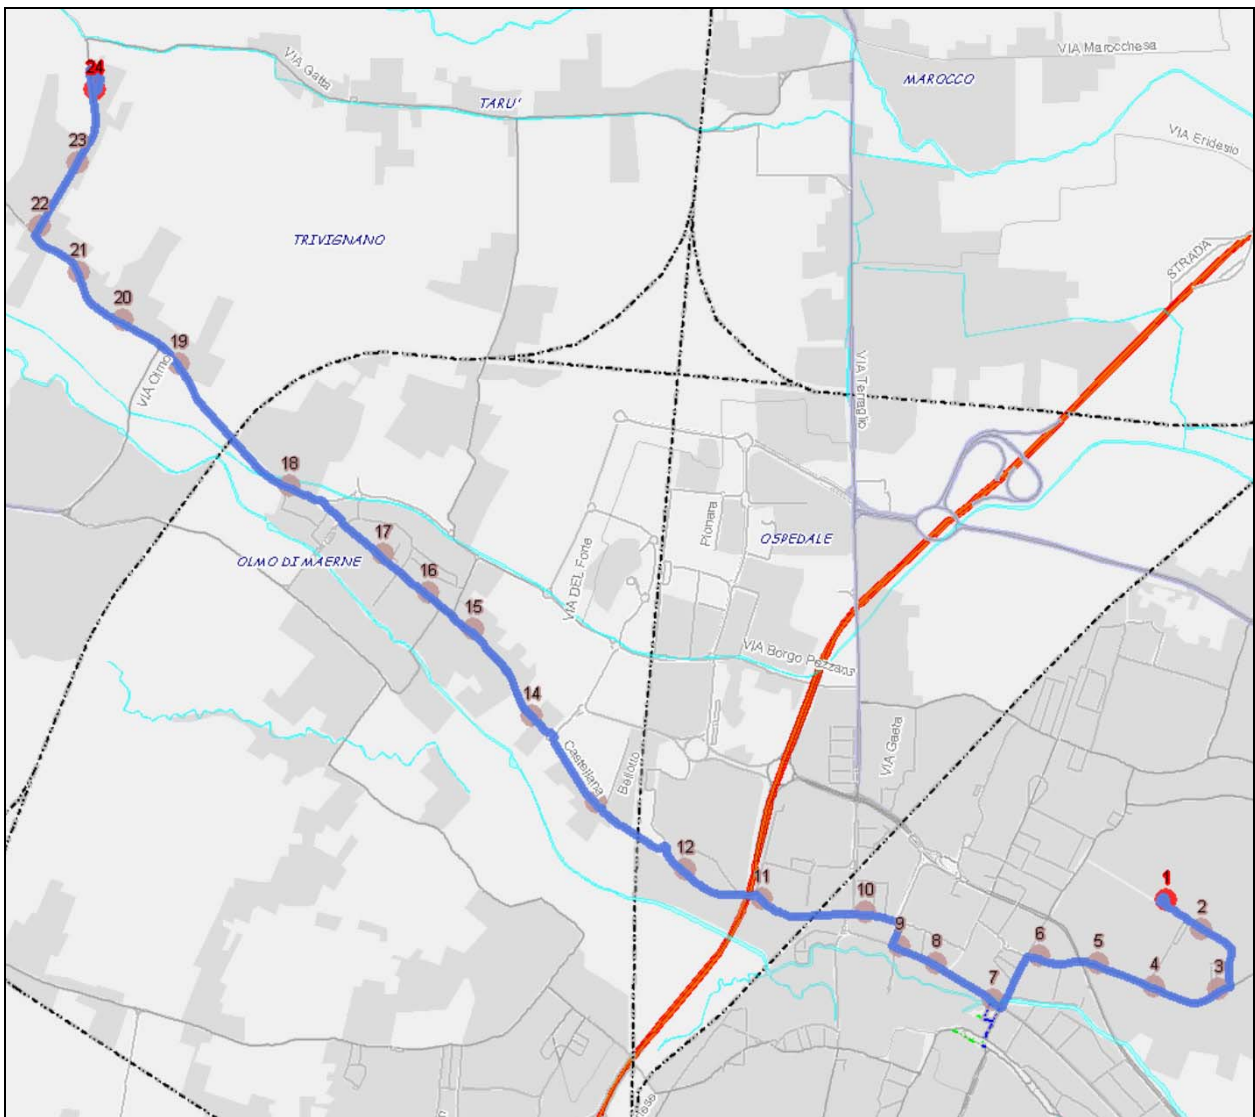 VIA Marocchesa
24
VIA Gatta
MAROCCO
TARU'
VIA Eridesio
23
22
TRIVIGNANO
STRADA
21
20
19
VIA Olmo
VIA Terraglio
18
Pionara
OSPEDALE
17
OLMO DI MAERNE
16
VIA DEL Forte
15
VIA Borgo Pezzana
14
VIA Gaeta
Castellana
Bellotto
12
11
1
10
2
9
6
5
8
4
3
7